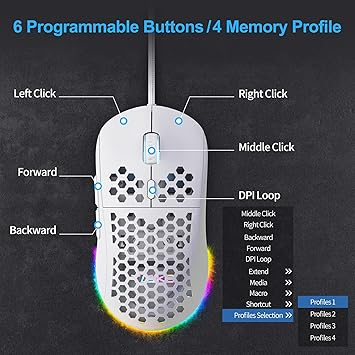 6 Programmable Buttons/4 Memory Profile
Left Click
Right Click
Middle Click
Forward
DPI Loop
Backward
Middle Click
Right Click
Backward
Forward
DPI Loop
Extend >>
Media >>
Macro >>
Shortcut >>
Profiles Selection >>
Profiles 1
Profiles 2
Profiles 3
Profiles 4